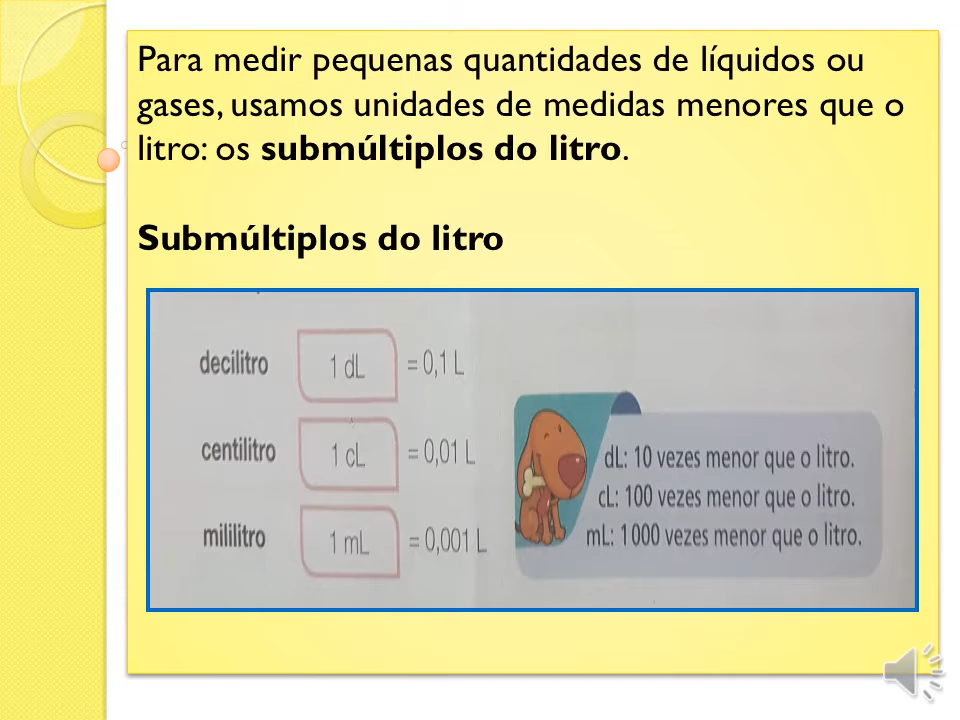 Para medir pequenas quantidades de líquidos ou
gases, usamos unidades de medidas menores que o
litro: os submúltiplos do litro.
Submúltiplos do litro
decilitro 1 dL = 0,1 L
centilitro 1 cL = 0,01 L
mililitro 1 mL = 0,001 L
dL: 10 vezes menor que o litro.
cL: 100 vezes menor que o litro.
mL: 1000 vezes menor que o litro.